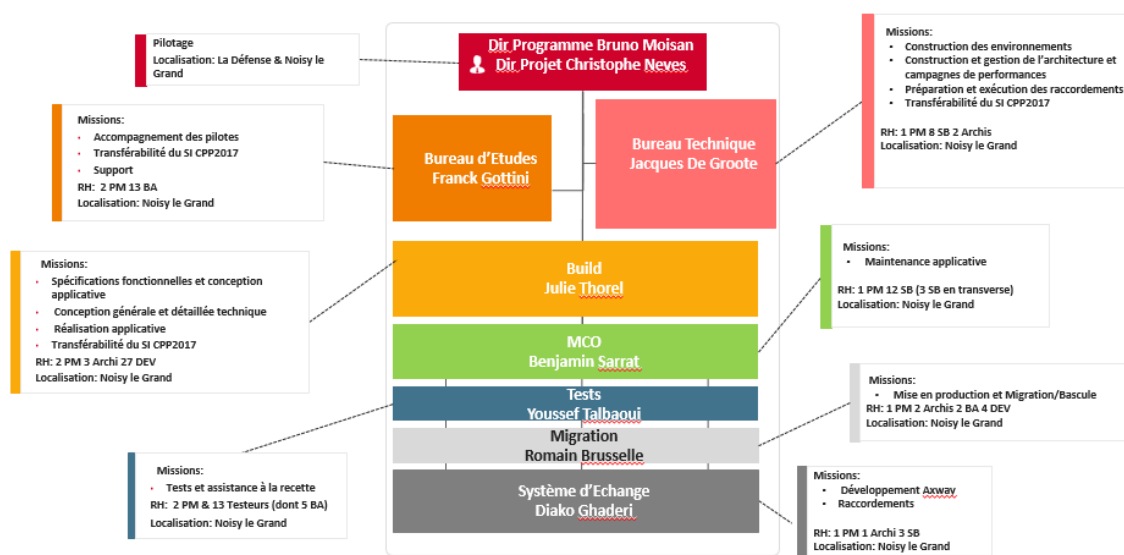 Pilotage
Localisation: La Défense & Noisy le
Grand
Dir Programme Bruno Moisan
Dir Projet Christophe Neves
Missions:
• Construction des environnements
• Construction et gestion de l'architecture et
campagnes de performances
• Préparation et exécution des raccordements
• Transférabilité du SI CPP2017
RH: 1 PM 8 SB 2 Archis
Localisation: Noisy le Grand
Missions:
• Accompagnement des pilotes
• Transférabilité du SI CPP2017
• Support
RH: 2 PM 13 BA
Localisation: Noisy le Grand
Bureau d'Etudes
Franck Gottini
Bureau Technique
Jacques De Groote
Missions:
• Spécifications fonctionnelles et conception
applicative
• Conception générale et détaillée technique
• Réalisation applicative
• Transférabilité du SI CPP2017
RH: 2 PM 3 Archi 27 DEV
Localisation: Noisy le Grand
Build
Julie Thorel
Missions:
• Maintenance applicative
RH: 1 PM 12 SB (3 SB en transverse)
Localisation: Noisy le Grand
MCO
Benjamin Sarrat
Tests
Youssef Talbaoui
Missions:
• Mise en production et Migration/Bascule
RH: 1 PM 2 Archis 2 BA 4 DEV
Localisation: Noisy le Grand
Migration
Romain Brusselle
Missions:
• Tests et assistance à la recette
RH: 2 PM & 13 Testeurs (dont 5 BA)
Localisation: Noisy le Grand
Système d'Echange
Diako Ghaderi
Missions:
• Développement Axway
• Raccordements
RH: 1 PM 1 Archi 3 SB
Localisation: Noisy le Grand